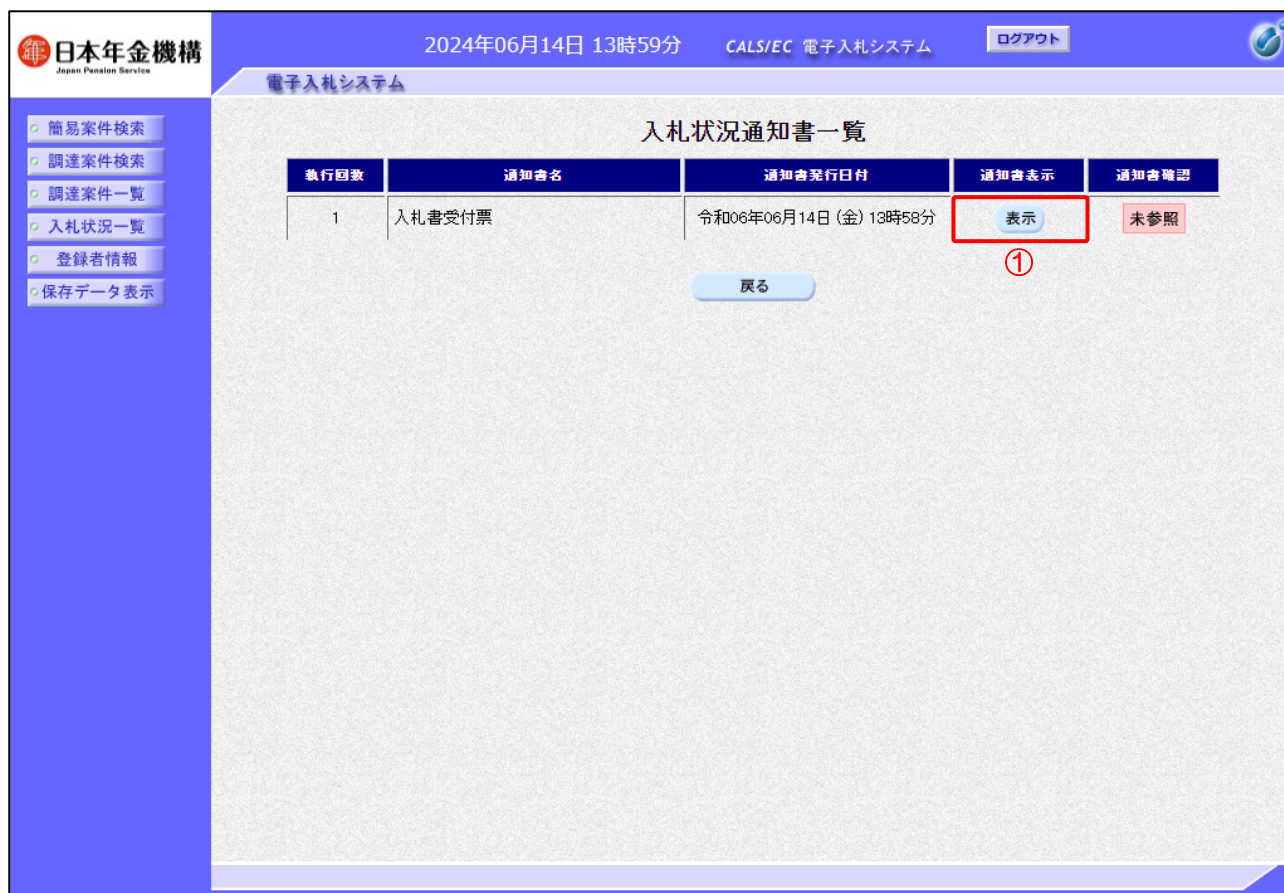 年 日本年金機構
Japan Pension Service
2024年06月14日 13時59分
CALS/EC 電子入札システム
ログアウト
電子入札システム
簡易案件検索
調達案件検索
調達案件一覧
入札状況一覧
登録者情報
保存データ表示
入札状況通知書一覧
執行回数 通知書名 通知書発行日付 通知書表示 通知書確認
1 入札書受付票 令和06年06月14日 (金) 13時58分 表示 未参照
①
戻る